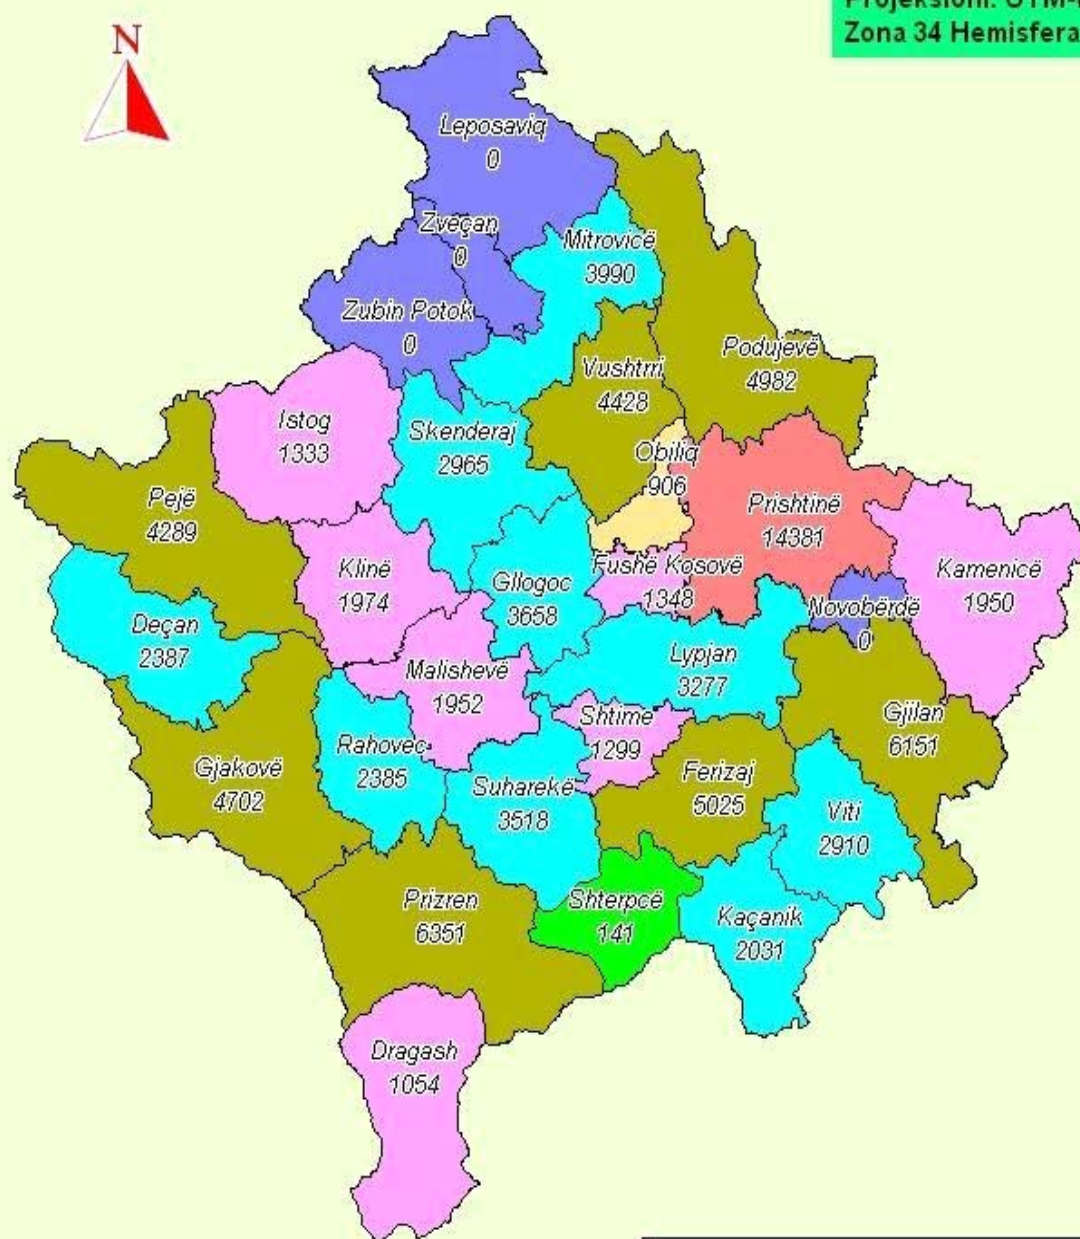 Zona 34 Hemisfera
N
Leposaviq
0
Zveçan
0
Mitrovicë
3990
Zubin Potok
0
Podujevë
4982
Vushtrri
4428
Istog
1333
Skenderaj
2965
Obiliq
906
Pejë
4289
Prishtinë
14381
Klinë
1974
Gllogoc
3658
Fushë Kosovë
1348
Kamenicë
1950
Novobërdë
0
Deçan
2387
Malishevë
1952
Lypjan
3277
Shtime
1299
Gjilan
6151
Rahovec
2385
Gjakovë
4702
Suharekë
3518
Ferizaj
5025
Viti
2910
Prizren
6351
Shterpcë
141
Kaçanik
2031
Dragash
1054